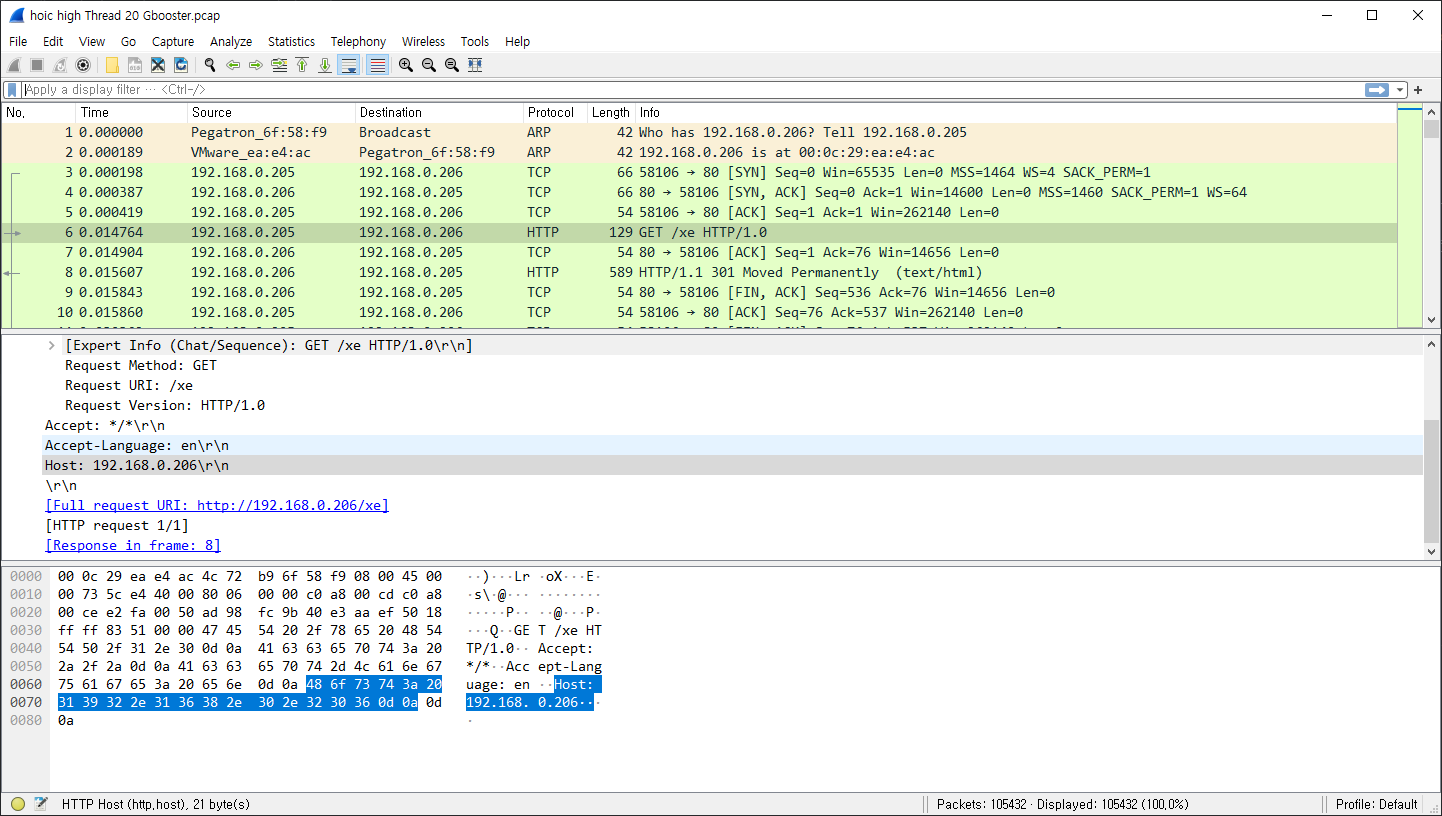 hoic high Thread 20 Gbooster.pcap
File Edit View Go Capture Analyze Statistics Telephony Wireless Tools Help
Apply a display filter ... <Ctrl-/>
No. Time Source Destination Protocol Length Info
1 0.000000 Pegatron_6f:58:f9 Broadcast ARP 42 Who has 192.168.0.206? Tell 192.168.0.205
2 0.000189 VMware_ea:e4:ac Pegatron_6f:58:f9 ARP 42 192.168.0.206 is at 00:0c:29:ea:e4:ac
3 0.000198 192.168.0.205 192.168.0.206 TCP 66 58106 → 80 [SYN] Seq=0 Win=65535 Len=0 MSS=1464 WS=4 SACK_PERM=1
4 0.000387 192.168.0.206 192.168.0.205 TCP 66 80 → 58106 [SYN, ACK] Seq=0 Ack=1 Win=14600 Len=0 MSS=1460 SACK_PERM=1 WS=64
5 0.000419 192.168.0.205 192.168.0.206 TCP 54 58106 → 80 [ACK] Seq=1 Ack=1 Win=262140 Len=0
6 0.014764 192.168.0.205 192.168.0.206 HTTP 129 GET /xe HTTP/1.0
7 0.014904 192.168.0.206 192.168.0.205 TCP 54 80 → 58106 [ACK] Seq=1 Ack=76 Win=14656 Len=0
8 0.015607 192.168.0.206 192.168.0.205 HTTP 589 HTTP/1.1 301 Moved Permanently  (text/html)
9 0.015843 192.168.0.206 192.168.0.205 TCP 54 80 → 58106 [FIN, ACK] Seq=536 Ack=76 Win=14656 Len=0
10 0.015860 192.168.0.205 192.168.0.206 TCP 54 58106 → 80 [ACK] Seq=76 Ack=537 Win=262140 Len=0
[Expert Info (Chat/Sequence): GET /xe HTTP/1.0\r\n]
Request Method: GET
Request URI: /xe
Request Version: HTTP/1.0
Accept: */*\r\n
Accept-Language: en\r\n
Host: 192.168.0.206\r\n
\r\n
[Full request URI: http://192.168.0.206/xe]
[HTTP request 1/1]
[Response in frame: 8]
0000 00 0c 29 ea e4 ac 4c 72 b9 6f 58 f9 08 00 45 00 ··)···Lr ·oX···E·
0010 00 73 5c e4 40 00 80 06 00 00 c0 a8 00 cd c0 a8 ·s\·@··· ········
0020 00 ce e2 fa 00 50 ad 98 fc 9b 40 e3 aa ef 50 18 ·····P·· ··@···P·
0030 ff ff 83 51 00 00 47 45 54 20 2f 78 65 20 48 54 ···Q··GE T /xe HT
0040 54 50 2f 31 2e 30 0d 0a 41 63 63 65 70 74 3a 20 TP/1.0·· Accept:
0050 2a 2f 2a 0d 0a 41 63 63 65 70 74 2d 4c 61 6e 67 */*··Acc ept-Lang
0060 75 61 67 65 3a 20 65 6e 0d 0a 48 6f 73 74 3a 20 uage: en ··Host:
0070 31 39 32 2e 31 36 38 2e 30 2e 32 30 36 0d 0a 0d 192.168. 0.206···
0080 0a ·
HTTP Host (http.host), 21 byte(s) Packets: 105432 · Displayed: 105432 (100.0%) Profile: Default